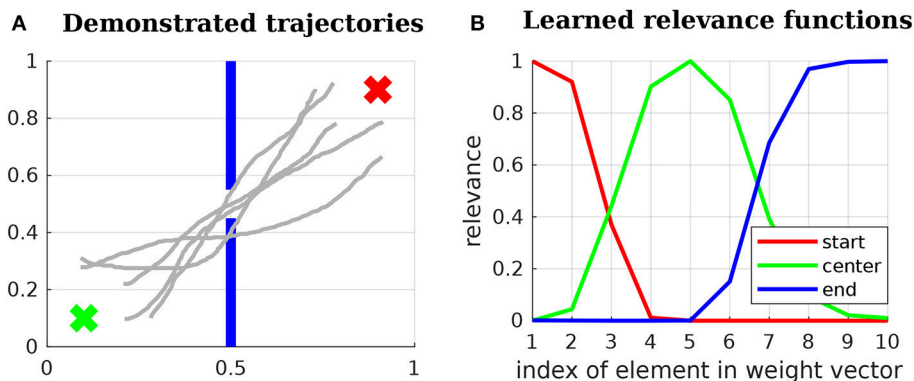 A Demonstrated trajectories
1
0.8
0.6
0.4
0.2
0
0 0.5 1
B Learned relevance functions
relevance
1
0.8
0.6
0.4
0.2
0
start
center
end
1 2 3 4 5 6 7 8 9 10
index of element in weight vector